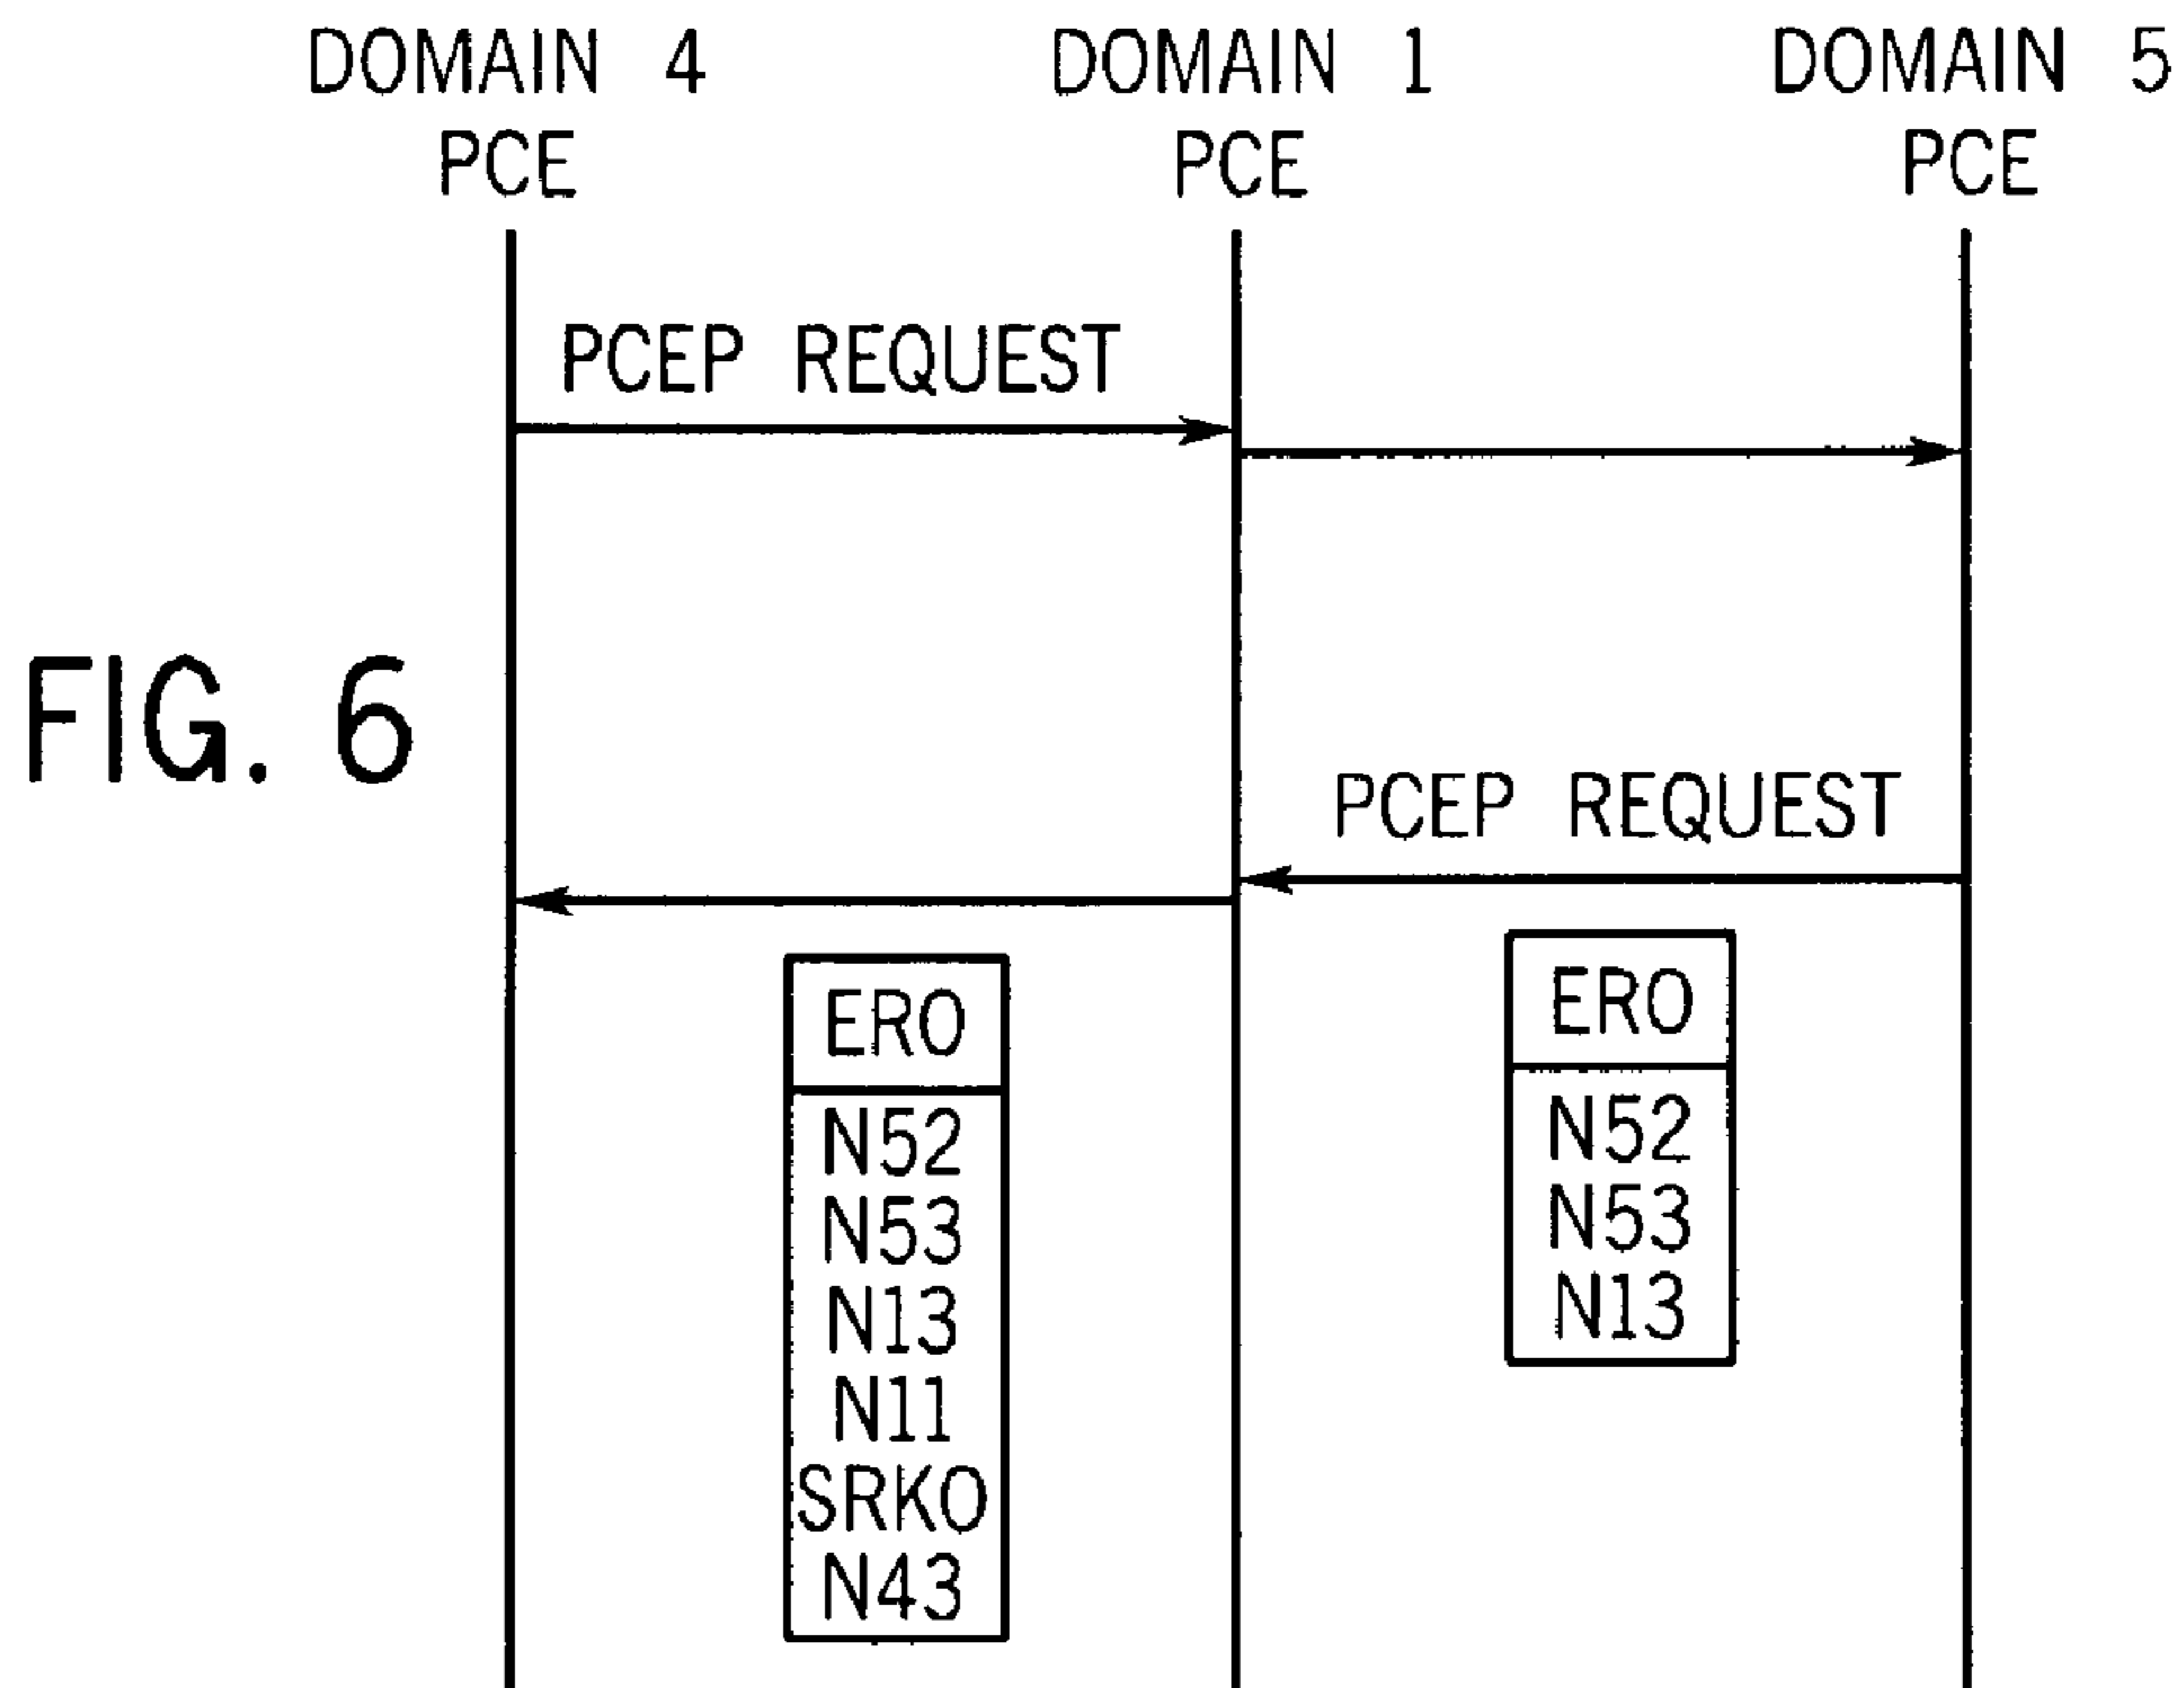 DOMAIN 4
PCE
DOMAIN 1
PCE
DOMAIN 5
PCE
PCEP REQUEST
FIG. 6
PCEP REQUEST
ERO
N52
N53
N13
N11
SRKO
N43
ERO
N52
N53
N13